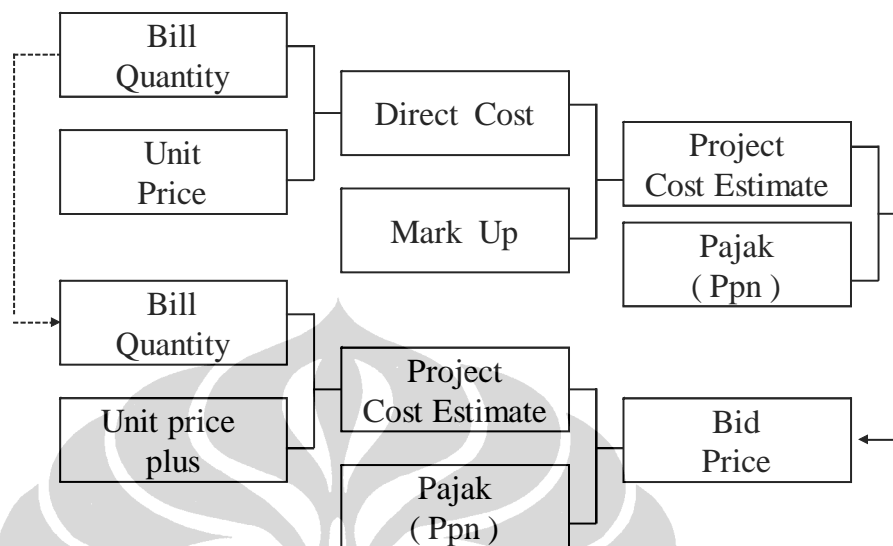 Bill
Quantity
Unit
Price
Direct Cost
Mark Up
Project
Cost Estimate
Pajak
( Ppn )
Bill
Quantity
Unit price
plus
Project
Cost Estimate
Pajak
( Ppn )
Bid
Price